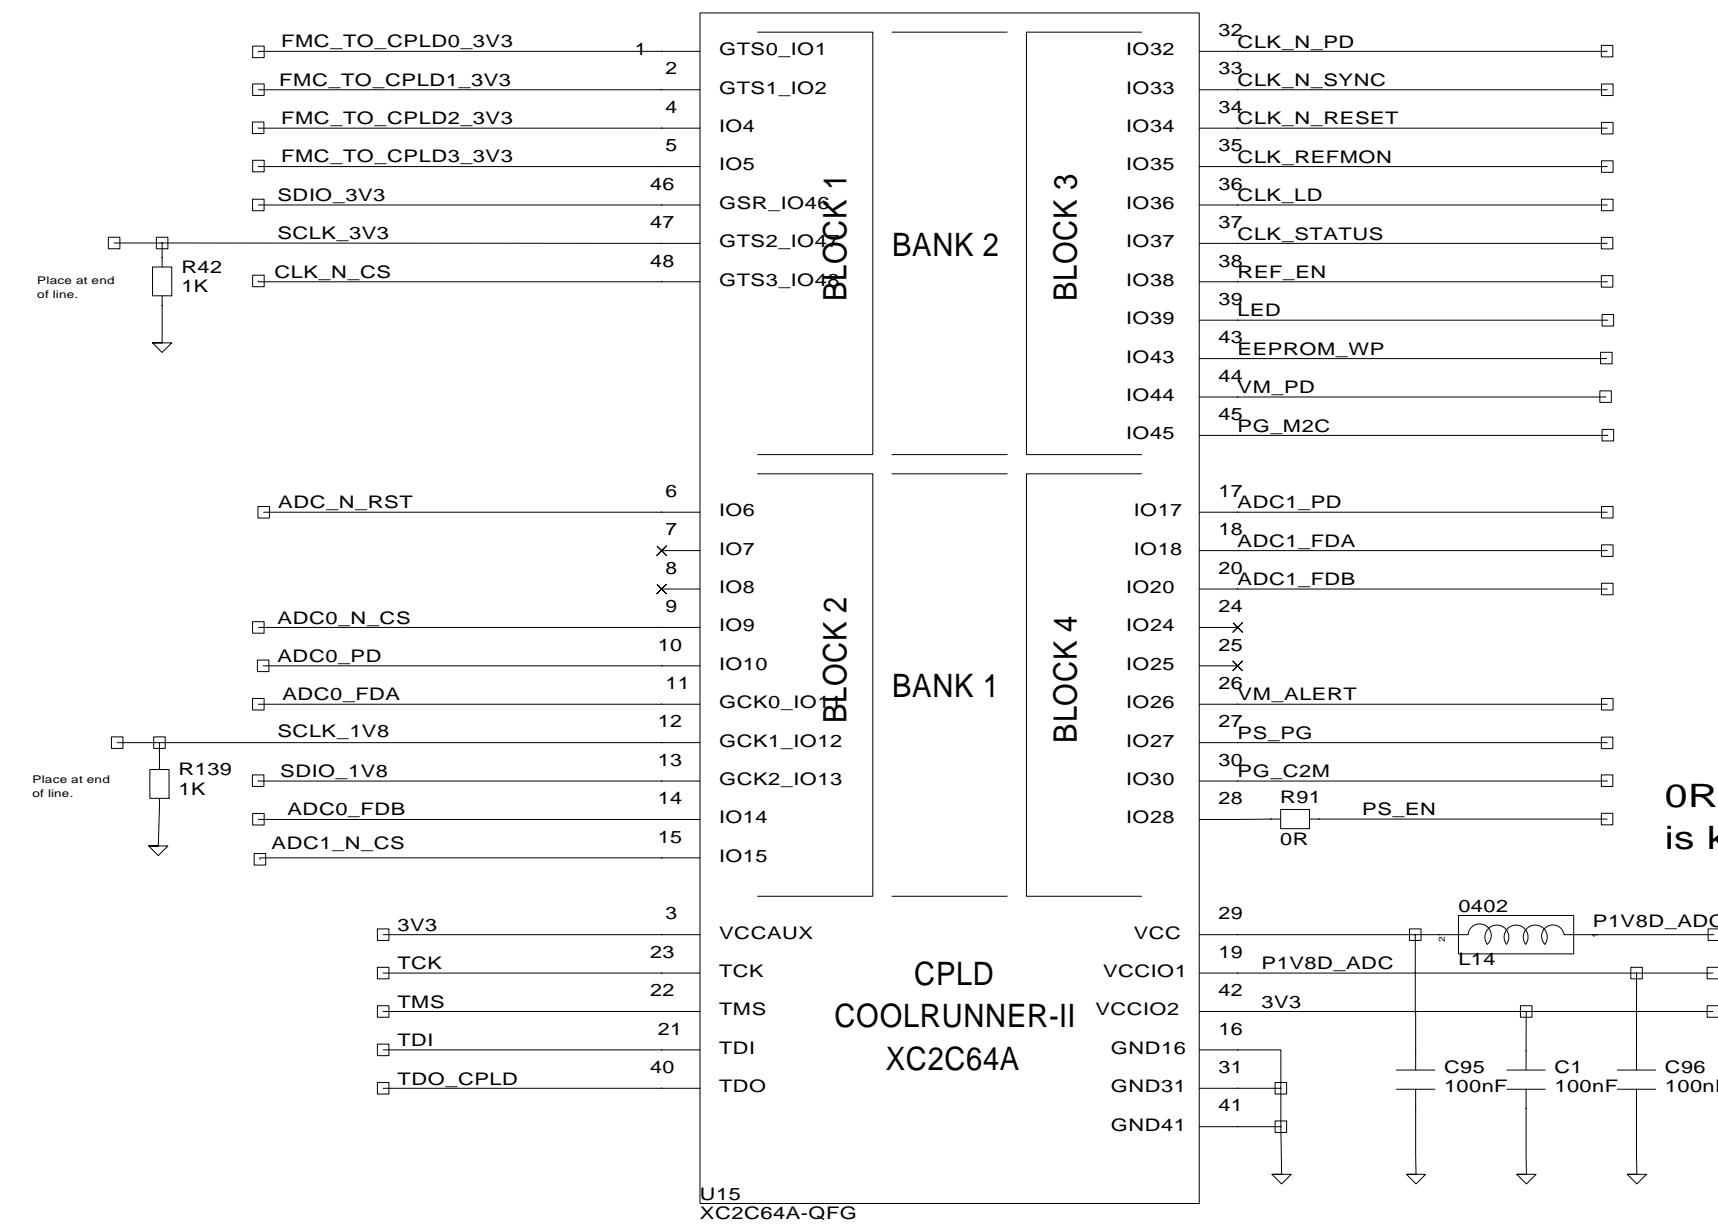 FMC_TO_CPLD0_3V3 1 GTS0_IO1 IO32 32 CLK_N_PD
FMC_TO_CPLD1_3V3 2 GTS1_IO2 IO33 33 CLK_N_SYNC
FMC_TO_CPLD2_3V3 4 IO4 IO34 34 CLK_N_RESET
FMC_TO_CPLD3_3V3 5 IO5 IO35 35 CLK_REFMON
SDIO_3V3 46 GSR_IO46 IO36 36 CLK_LD
SCLK_3V3 47 GTS2_IO47 IO37 37 CLK_STATUS
CLK_N_CS 48 GTS3_IO48 IO38 38 REF_EN
R42
1K
Place at end
of line.
BLOCK 1
BANK 2
BLOCK 3
IO39 39 LED
IO43 43 EEPROM_WP
IO44 44 VM_PD
IO45 45 PG_M2C
ADC_N_RST 6 IO6 IO17 17 ADC1_PD
7 IO7 IO18 18 ADC1_FDA
8 IO8 IO20 20 ADC1_FDB
ADC0_N_CS 9 IO9 IO24 24
ADC0_PD 10 IO10 IO25 25
ADC0_FDA 11 GCK0_IO11 IO26 26 VM_ALERT
SCLK_1V8 12 GCK1_IO12 IO27 27 PS_PG
SDIO_1V8 13 GCK2_IO13 IO30 30 PG_C2M
ADC0_FDB 14 IO14 IO28 28 R91 PS_EN
0R
ADC1_N_CS 15 IO15
R139
1K
Place at end
of line.
BLOCK 2
BANK 1
BLOCK 4
0R
is
3V3 3 VCCAUX VCC 29 0402 P1V8D_ADC
2 1
L14
TCK 23 TCK VCCIO1 19 P1V8D_ADC
TMS 22 TMS VCCIO2 42 3V3
TDI 21 TDI GND16 16
TDO_CPLD 40 TDO GND31 31
GND41 41
CPLD
COOLRUNNER-II
XC2C64A
C95 C1 C96
100nF 100nF 100n
U15
XC2C64A-QFG